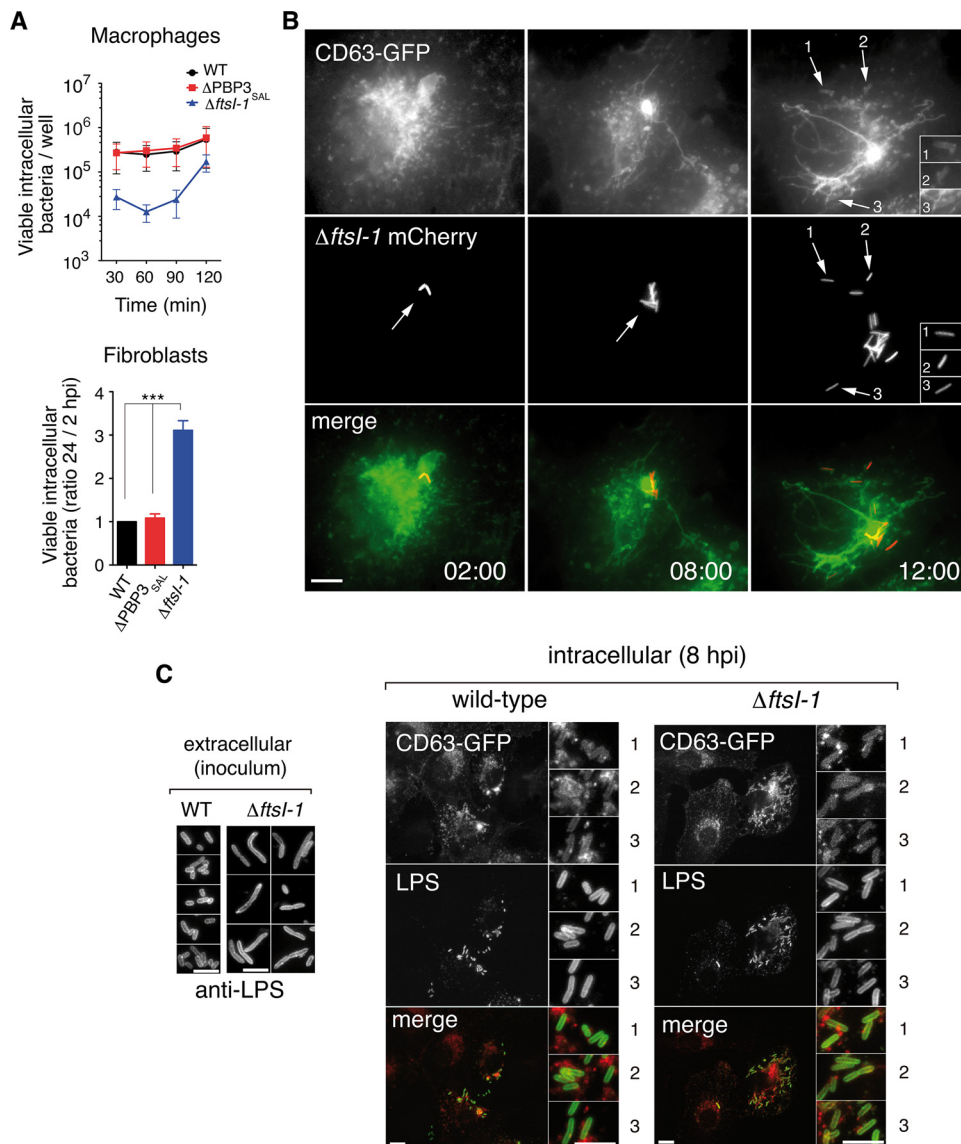 A
Macrophages
WT
ΔPBP3
ΔftsI-1SAL
Viable intracellular
bacteria / well
10⁷
10⁶
10⁵
10⁴
10³
30 60 90 120
Time (min)
Fibroblasts
***
Viable intracellular
bacteria (ratio 24 / 2 hpi)
4
3
2
1
0
WT
ΔPBP3SAL
ΔftsI-1
B
CD63-GFP
1 2
3
1
2
3
ΔftsI-1 mCherry
1 2
3
1
2
3
merge
02:00 08:00 12:00
C
extracellular
(inoculum)
WT ΔftsI-1
anti-LPS
intracellular (8 hpi)
wild-type ΔftsI-1
CD63-GFP 1 CD63-GFP 1
2 2
3 3
LPS 1 LPS 1
2 2
3 3
merge 1 merge 1
2 2
3 3